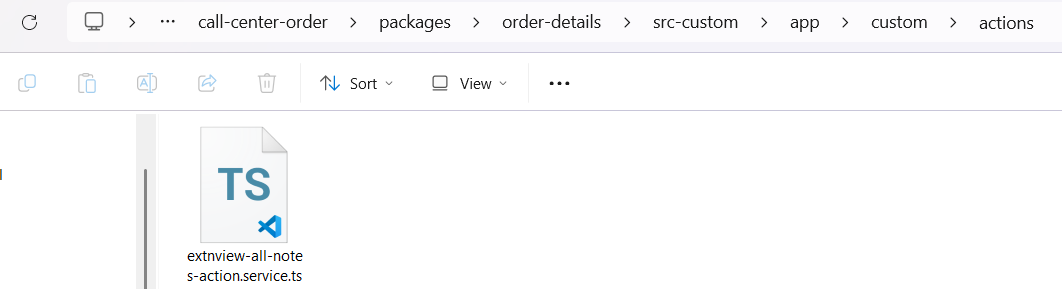 ··· call-center-order > packages > order-details > src-custom > app > custom > actions
Sort View ···
TS
extnview-all-note
s-action.service.ts